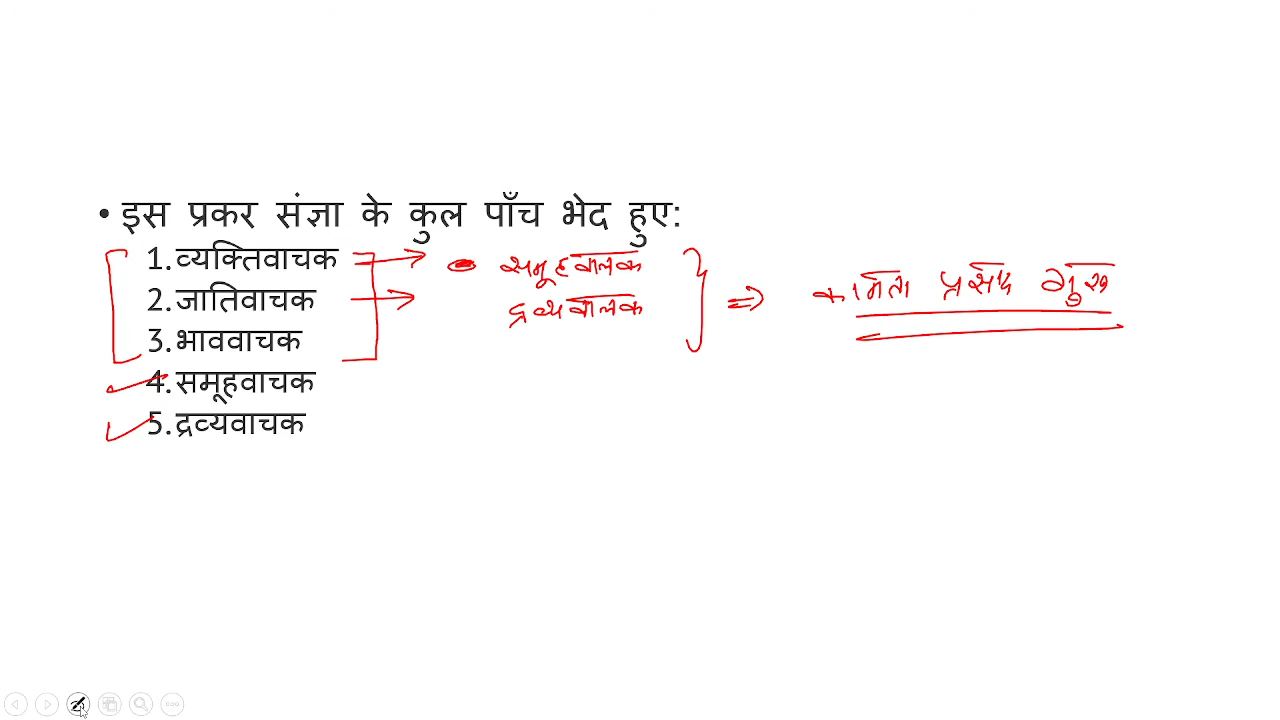 • इस प्रकर संज्ञा के कुल पाँच भेद हुए:
1. व्यक्तिवाचक
2. जातिवाचक
3. भाववाचक
4. समूहवाचक
5. द्रव्यवाचक
समूहवाचक
द्रव्यवाचक
कामता प्रसाद गुरु